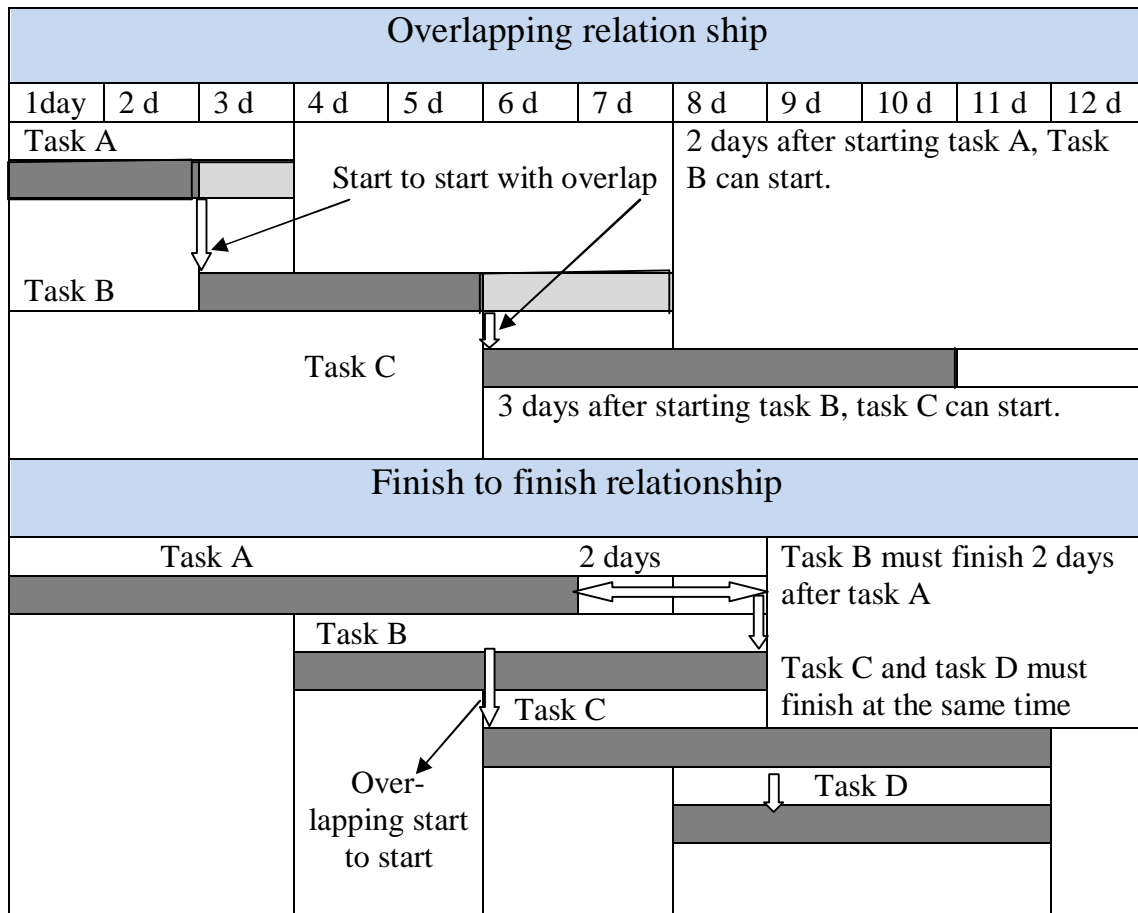 Overlapping relation ship
1day 2 d 3 d 4 d 5 d 6 d 7 d 8 d 9 d 10 d 11 d 12 d
Task A
2 days after starting task A, Task
B can start.
Start to start with overlap
Task B
Task C
3 days after starting task B, task C can start.
Finish to finish relationship
Task A
2 days
Task B must finish 2 days
after task A
Task B
Task C and task D must
finish at the same time
Task C
Over-
lapping start
to start
Task D